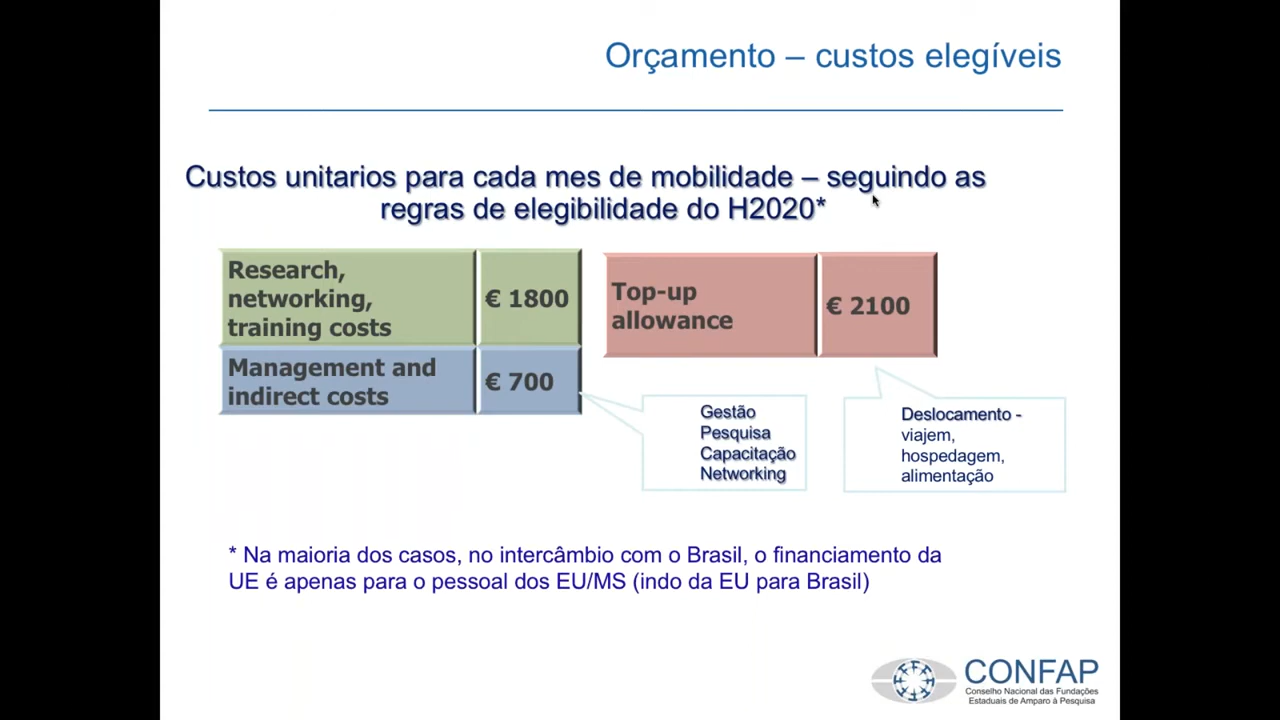 Orçamento – custos elegíveis
Custos unitarios para cada mes de mobilidade – seguindo as
regras de elegibilidade do H2020*
Research,
networking,
training costs
€ 1800
Management and
indirect costs
€ 700
Top-up
allowance
€ 2100
Gestão
Pesquisa
Capacitação
Networking
Deslocamento -
viajem,
hospedagem,
alimentação
* Na maioria dos casos, no intercâmbio com o Brasil, o financiamento da
UE é apenas para o pessoal dos EU/MS (indo da EU para Brasil)
CONFAP
Conselho Nacional das Fundações
Estaduais de Amparo à Pesquisa